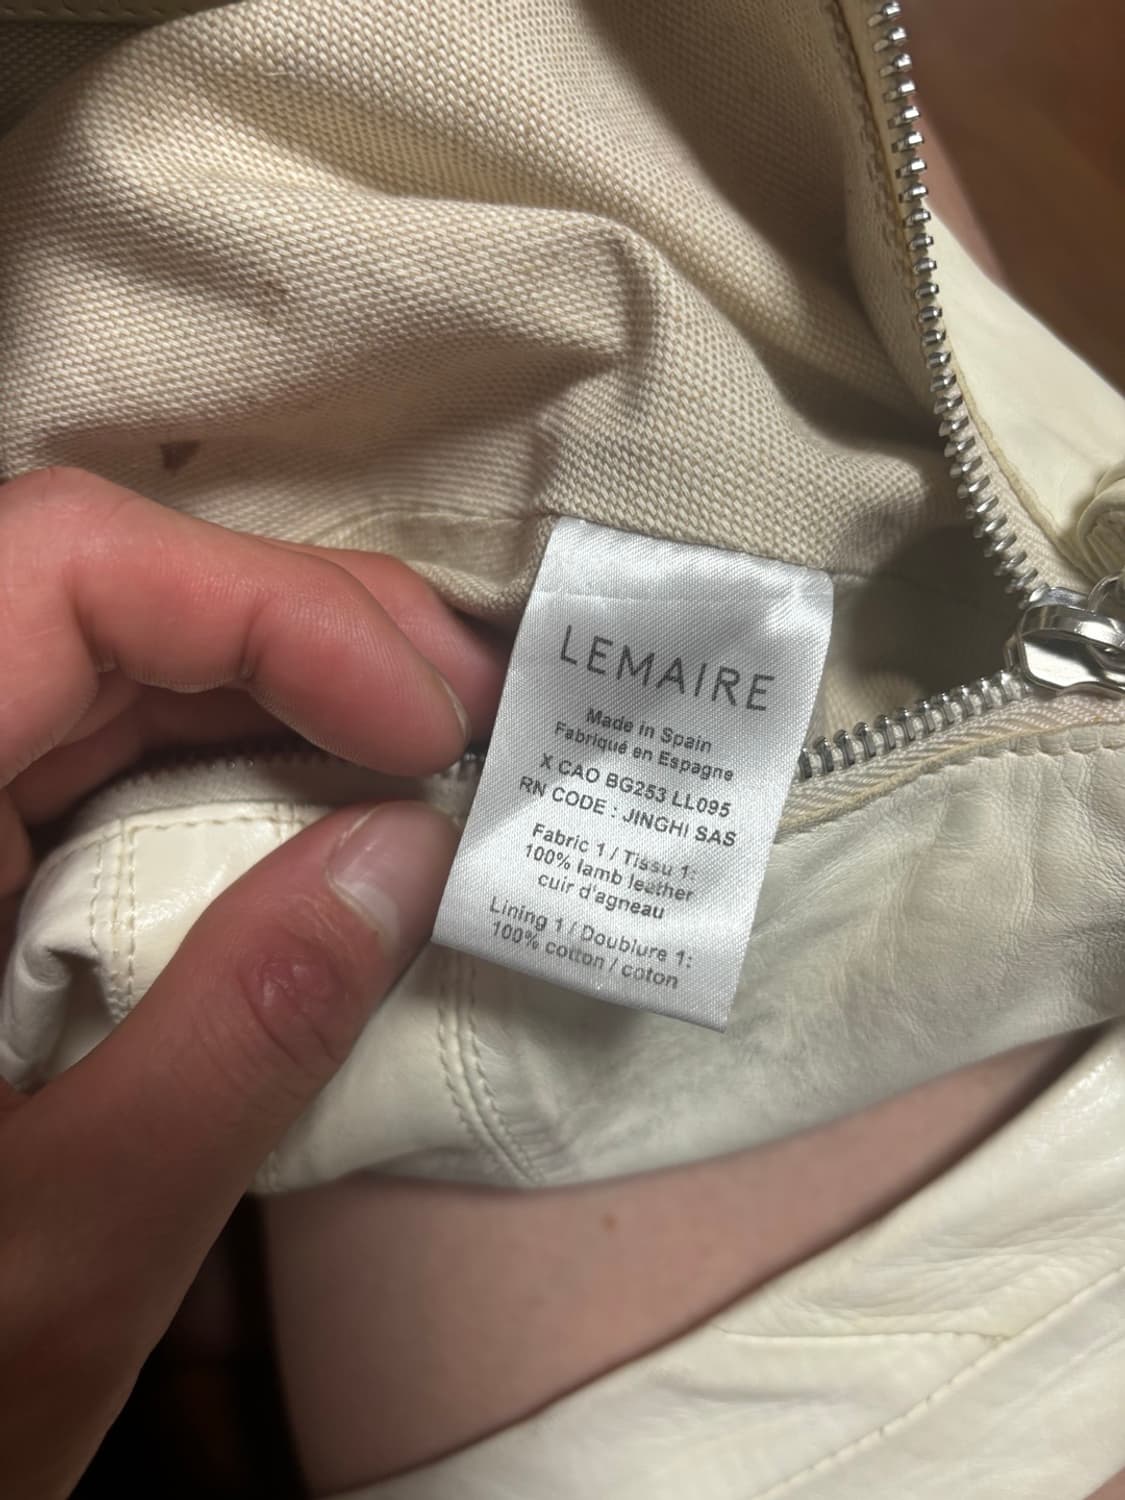 LEMAIRE
Made in Spain
Fabriqué en Espagne
X CAO BG253 LL095
RN CODE : JINGHI SAS
Fabric 1 / Tissu 1:
100% lamb leather
cuir d'agneau
Lining 1 / Doublure 1:
100% cotton / coton